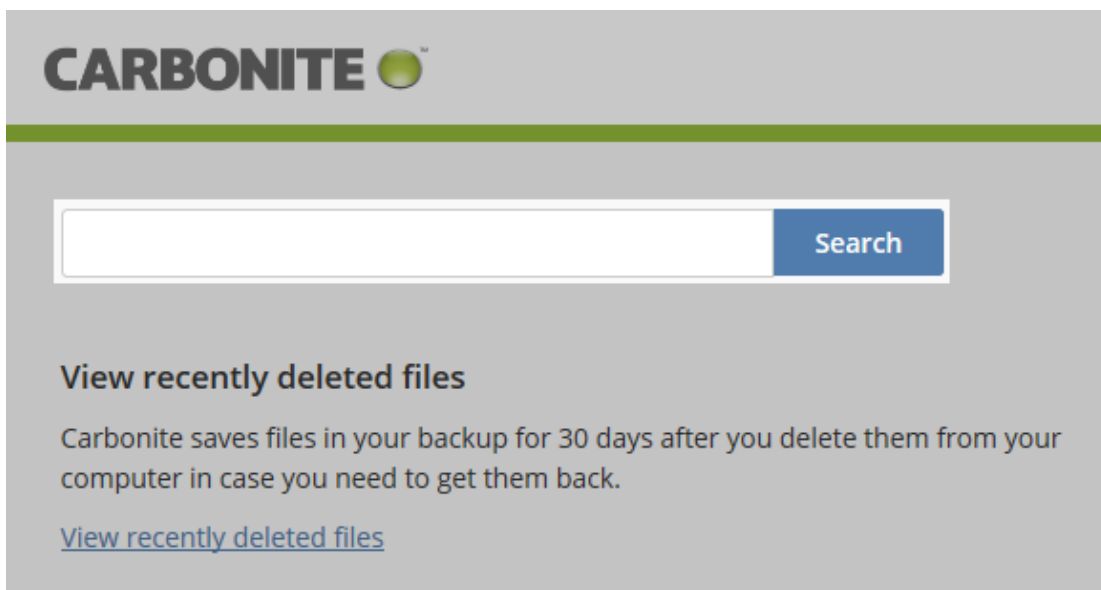 CARBONITE
Search
View recently deleted files
Carbonite saves files in your backup for 30 days after you delete them from your
computer in case you need to get them back.
View recently deleted files